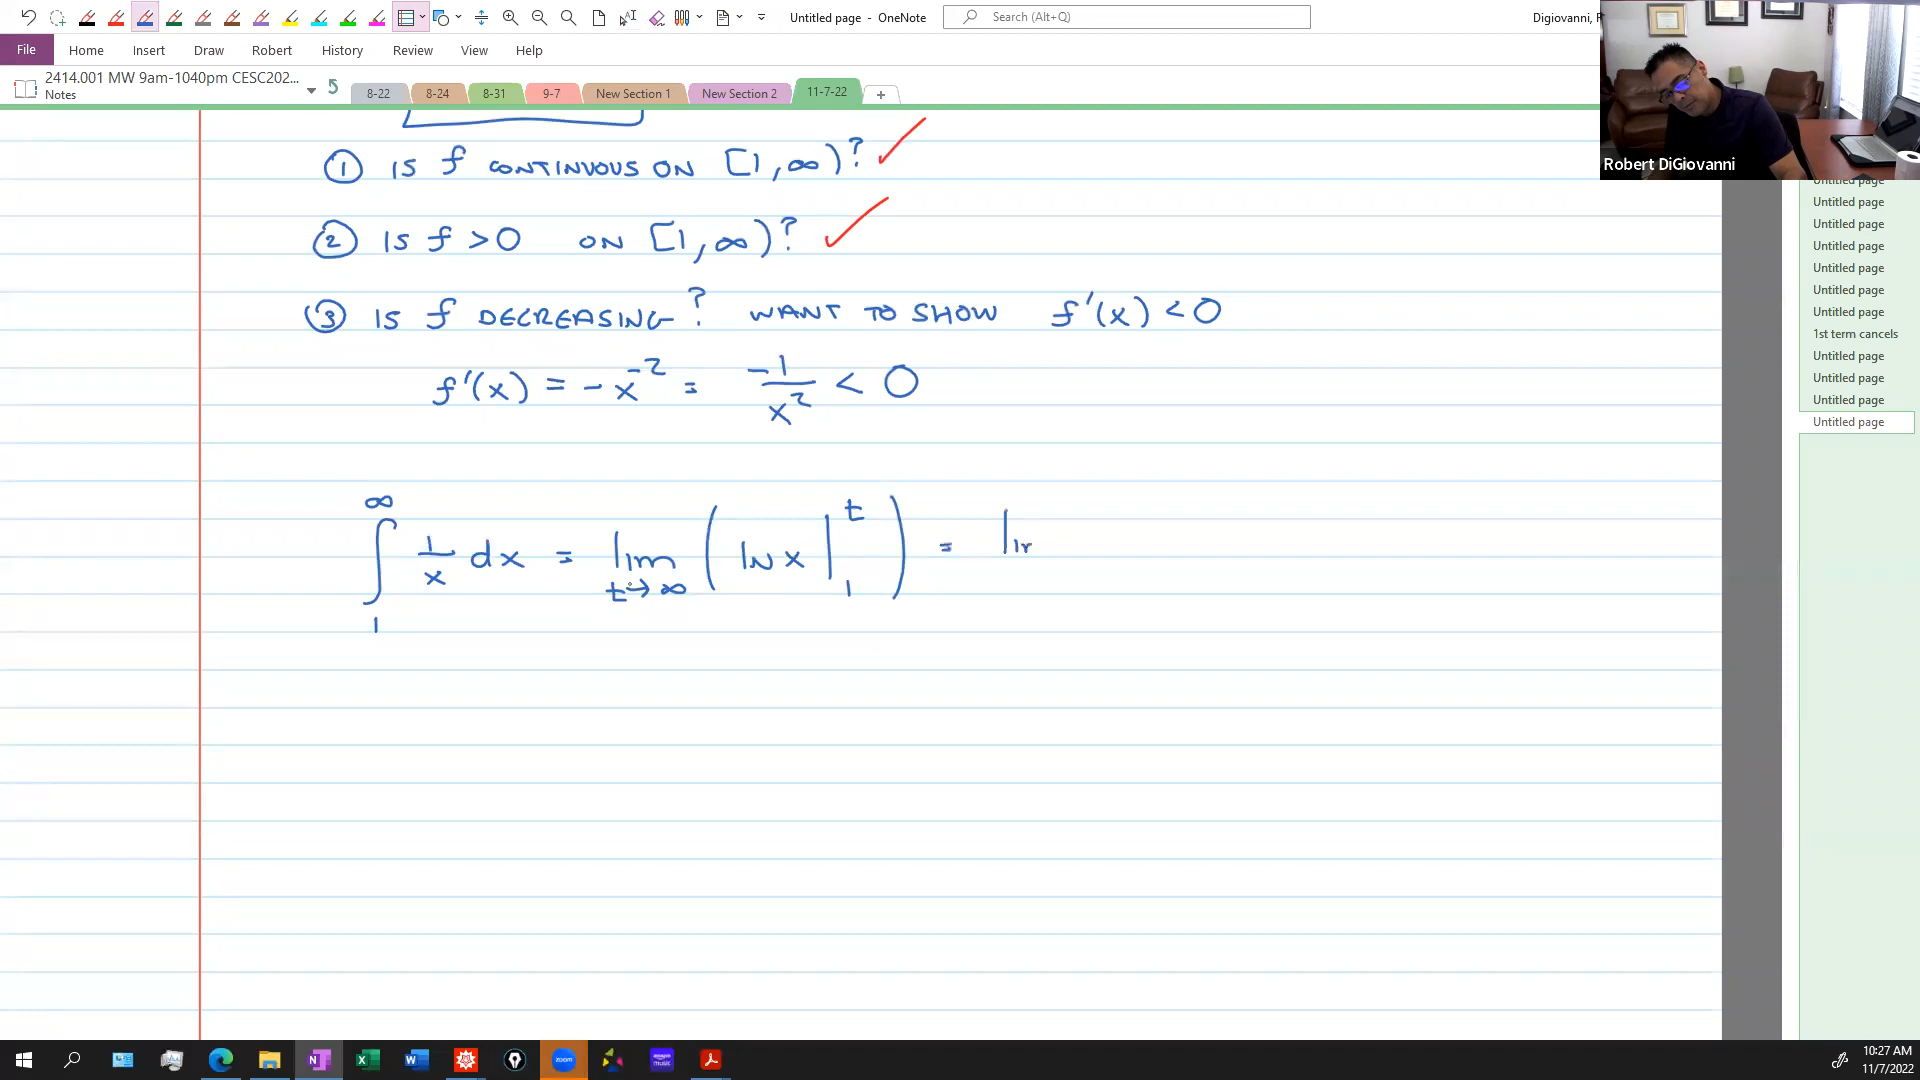 Untitled page - OneNote
Search (Alt+Q)
Digiovanni,
File Home Insert Draw Robert History Review View Help
2414.001 MW 9am-1040pm CESC202...
Notes
8-22 8-24 8-31 9-7 New Section 1 New Section 2 11-7-22 +
Robert DiGiovanni
① IS f CONTINUOUS ON [1, ∞)? ✓
② IS f > 0 ON [1, ∞)? ✓
③ IS f DECREASING? WANT TO SHOW f'(x) < 0
f'(x) = -x^-2 = -1/x^2 < 0
∫_1^∞ 1/x dx = lim_{t→∞} ( ln x |_1^t ) = lim
Untitled page
Untitled page
Untitled page
Untitled page
Untitled page
Untitled page
Untitled page
1st term cancels
Untitled page
Untitled page
Untitled page
Untitled page
zoom
amazon music
10:27 AM
11/7/2022